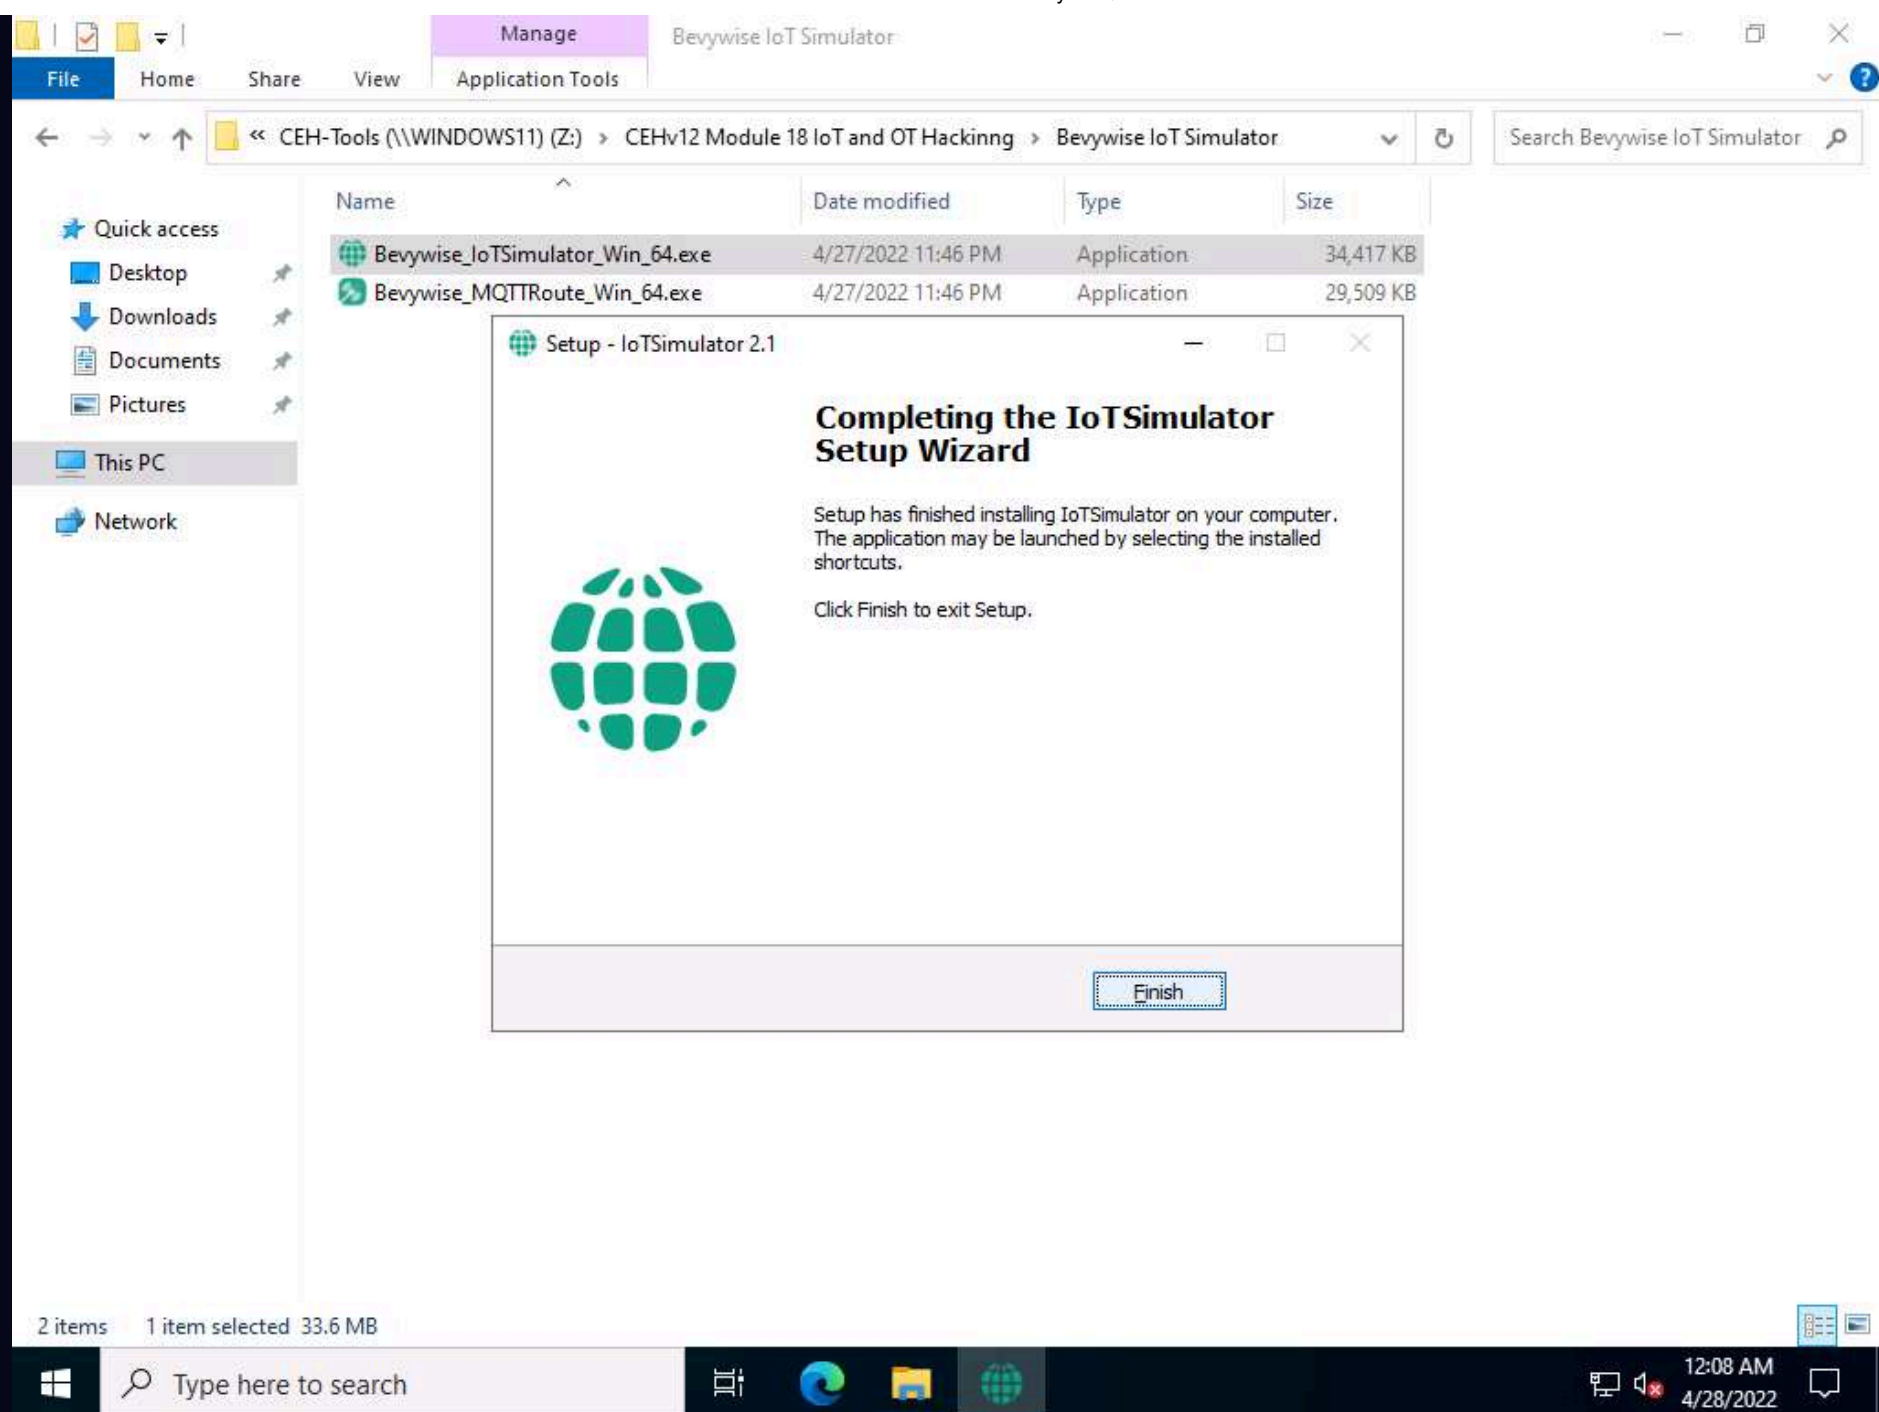 Manage
Bevywise IoT Simulator
File Home Share View Application Tools
« CEH-Tools (\\WINDOWS11) (Z:) > CEHv12 Module 18 IoT and OT Hackinng > Bevywise IoT Simulator
Search Bevywise IoT Simulator
Name Date modified Type Size
Quick access
Bevywise_IoTSimulator_Win_64.exe 4/27/2022 11:46 PM Application 34,417 KB
Desktop
Bevywise_MQTTRoute_Win_64.exe 4/27/2022 11:46 PM Application 29,509 KB
Downloads
Documents
Pictures
This PC
Network
Setup - IoTSimulator 2.1
Completing the IoTSimulator
Setup Wizard
Setup has finished installing IoTSimulator on your computer.
The application may be launched by selecting the installed
shortcuts.
Click Finish to exit Setup.
Finish
2 items 1 item selected 33.6 MB
Type here to search
12:08 AM
4/28/2022